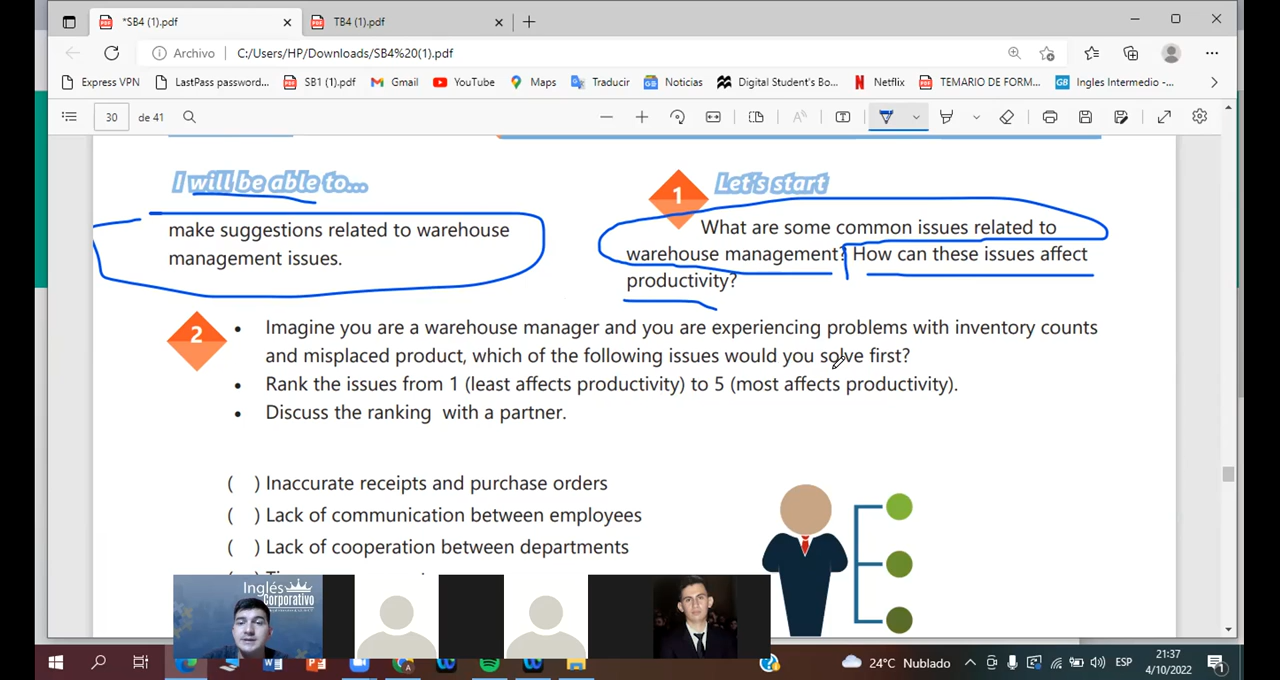 *SB4 (1).pdf
TB4 (1).pdf
Archivo
C:/Users/HP/Downloads/SB4%20(1).pdf
Express VPN
LastPass password...
SB1 (1).pdf
Gmail
YouTube
Maps
Traducir
Noticias
Digital Student's Bo...
Netflix
TEMARIO DE FORM...
GB
Ingles Intermedio -...
30
de 41
I will be able to...
make suggestions related to warehouse
management issues.
1
Let's start
What are some common issues related to
warehouse management? How can these issues affect
productivity?
2
• Imagine you are a warehouse manager and you are experiencing problems with inventory counts
and misplaced product, which of the following issues would you solve first?
• Rank the issues from 1 (least affects productivity) to 5 (most affects productivity).
• Discuss the ranking with a partner.
( ) Inaccurate receipts and purchase orders
( ) Lack of communication between employees
( ) Lack of cooperation between departments
Inglés
Corporativo
24°C Nublado
ESP
21:37
4/10/2022
1